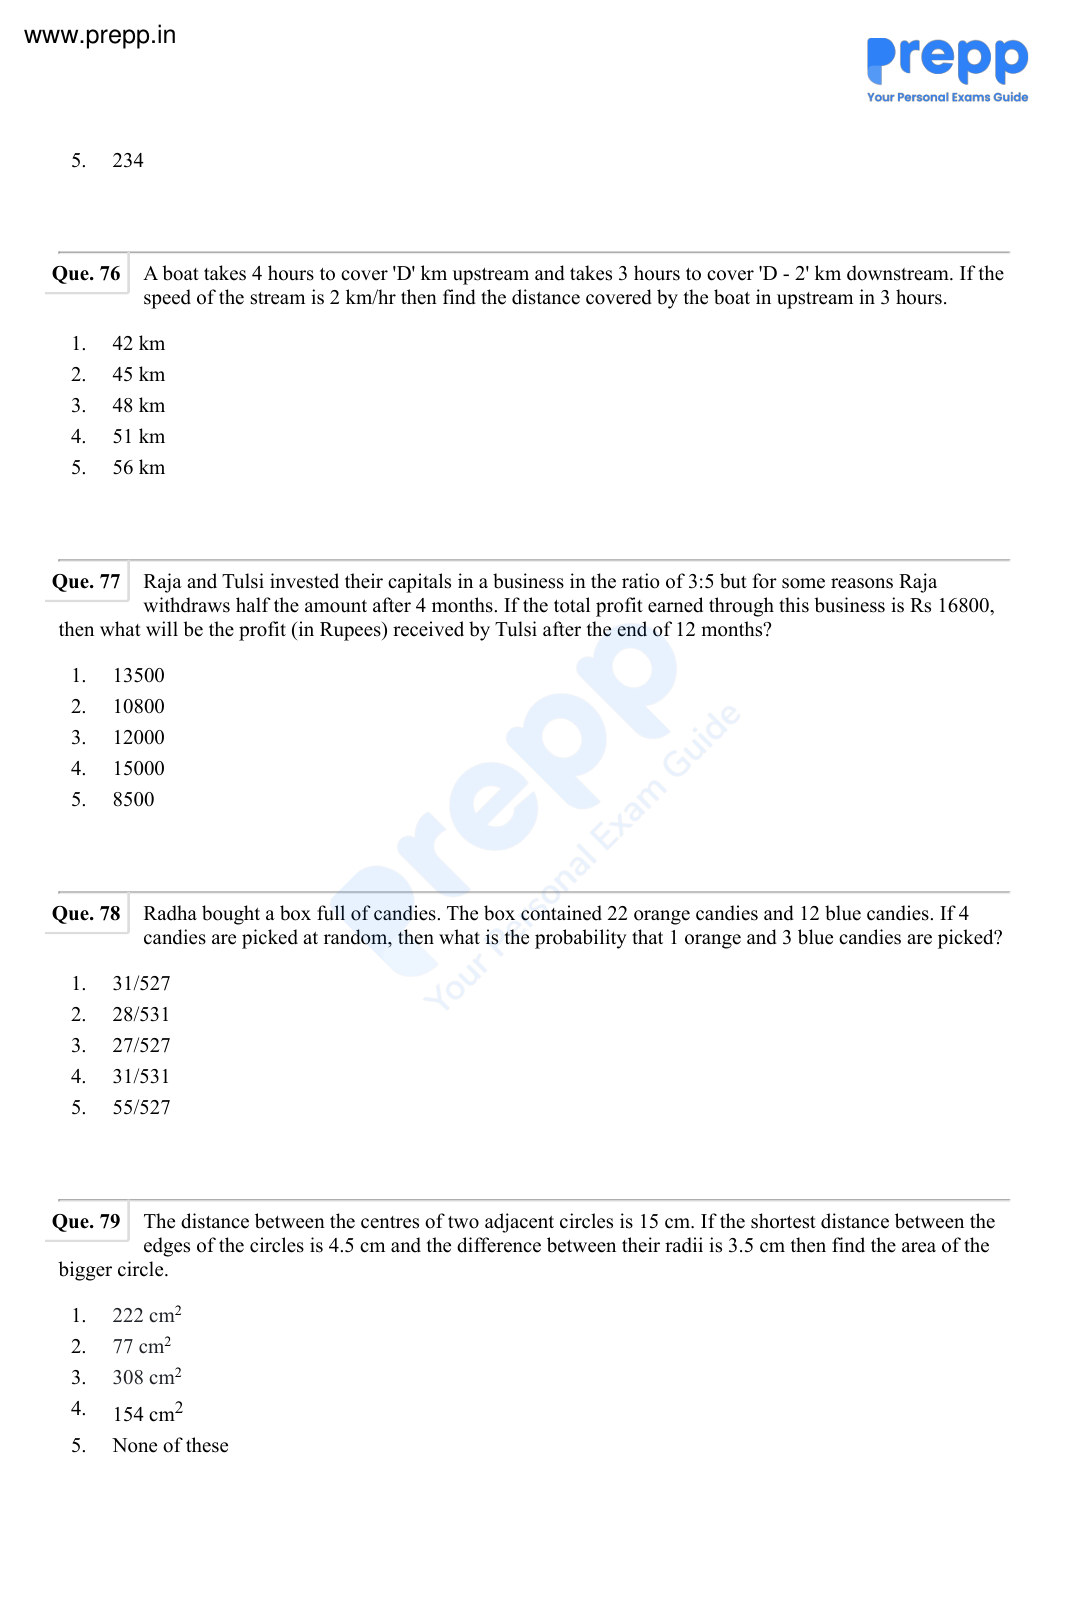 www.prepp.in
Prepp
Your Personal Exams Guide
5. 234
Que. 76 A boat takes 4 hours to cover 'D' km upstream and takes 3 hours to cover 'D - 2' km downstream. If the
speed of the stream is 2 km/hr then find the distance covered by the boat in upstream in 3 hours.
1. 42 km
2. 45 km
3. 48 km
4. 51 km
5. 56 km
Que. 77 Raja and Tulsi invested their capitals in a business in the ratio of 3:5 but for some reasons Raja
withdraws half the amount after 4 months. If the total profit earned through this business is Rs 16800,
then what will be the profit (in Rupees) received by Tulsi after the end of 12 months?
1. 13500
2. 10800
3. 12000
4. 15000
5. 8500
Prepp
Your Personal Exam Guide
Que. 78 Radha bought a box full of candies. The box contained 22 orange candies and 12 blue candies. If 4
candies are picked at random, then what is the probability that 1 orange and 3 blue candies are picked?
1. 31/527
2. 28/531
3. 27/527
4. 31/531
5. 55/527
Que. 79 The distance between the centres of two adjacent circles is 15 cm. If the shortest distance between the
edges of the circles is 4.5 cm and the difference between their radii is 3.5 cm then find the area of the
bigger circle.
1. 222 cm²
2. 77 cm²
3. 308 cm²
4. 154 cm²
5. None of these